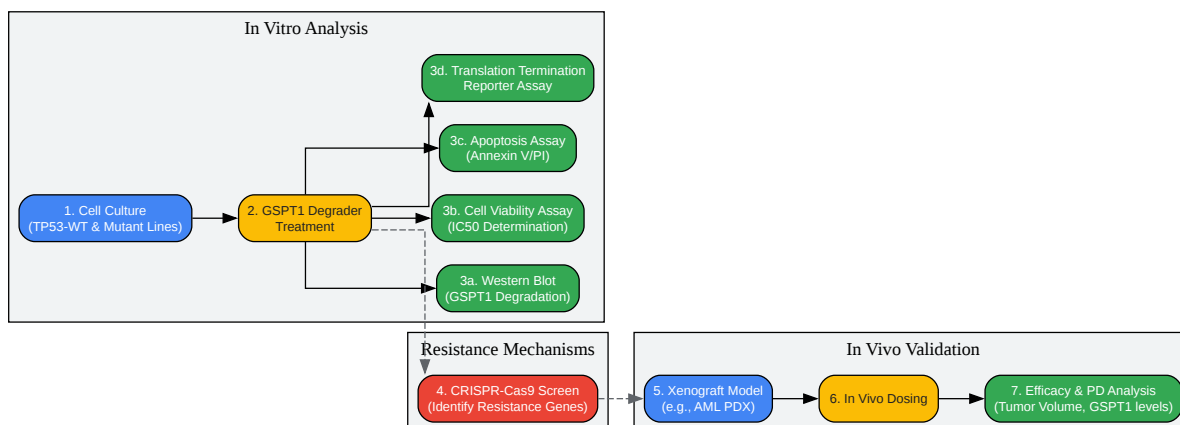 In Vitro Analysis
3d. Translation Termination
Reporter Assay
3c. Apoptosis Assay
(Annexin V/PI)
1. Cell Culture
(TP53-WT & Mutant Lines)
2. GSPT1 Degrader
Treatment
3b. Cell Viability Assay
(IC50 Determination)
3a. Western Blot
(GSPT1 Degradation)
Resistance Mechanisms
4. CRISPR-Cas9 Screen
(Identify Resistance Genes)
In Vivo Validation
5. Xenograft Model
(e.g., AML PDX)
6. In Vivo Dosing
7. Efficacy & PD Analysis
(Tumor Volume, GSPT1 levels)